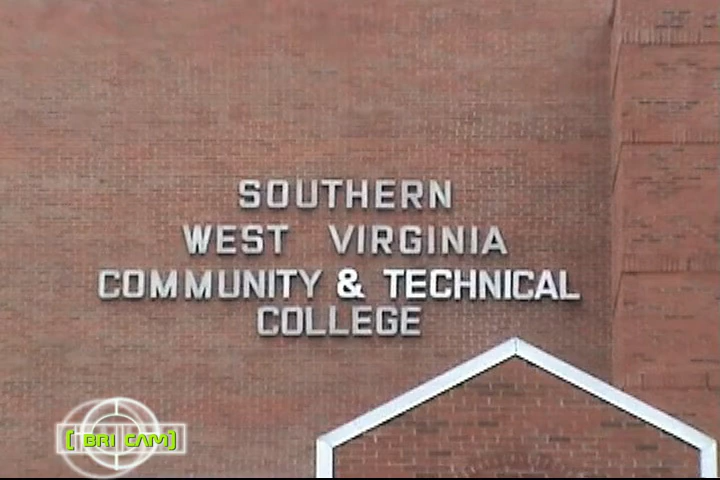 SOUTHERN
WEST VIRGINIA
COMMUNITY & TECHNICAL
COLLEGE
[ BRI CAM]